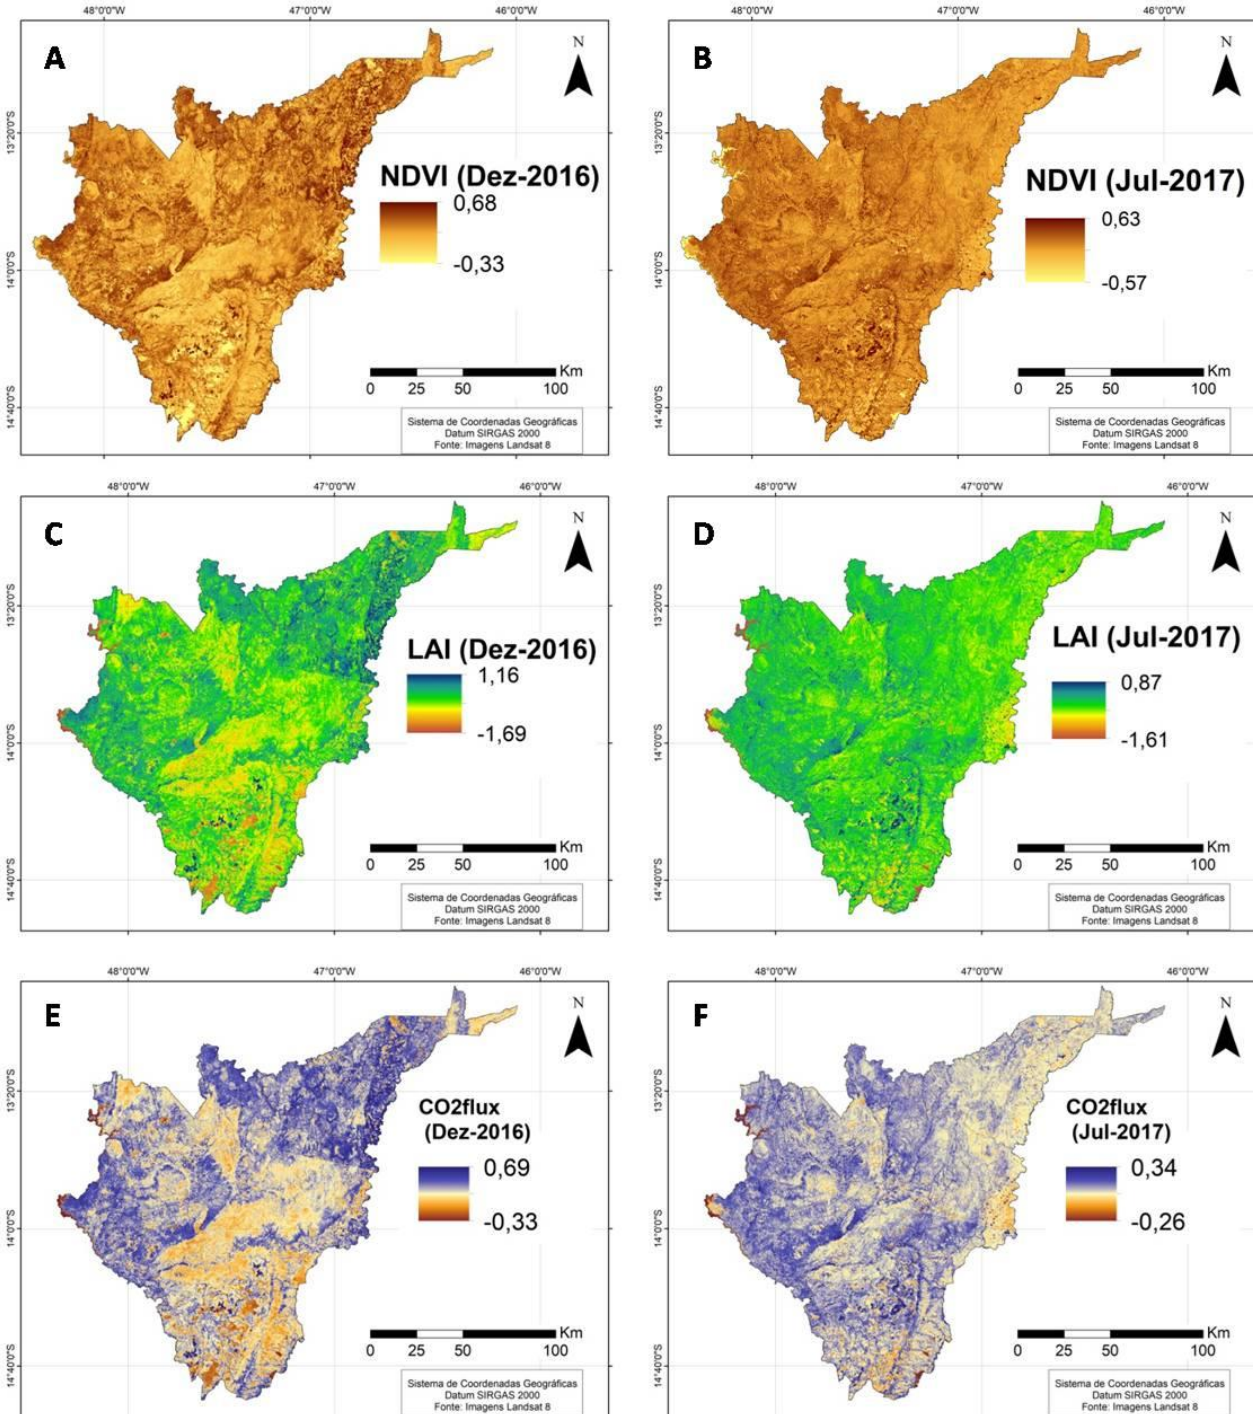 48°0'0"W 47°0'0"W 46°0'0"W
A
N
13°20'0"S
14°0'0"S
14°40'0"S
NDVI (Dez-2016)
0,68
-0,33
Km
0 25 50 100
Sistema de Coordenadas Geográficas
Datum SIRGAS 2000
Fonte: Imagens Landsat 8
48°0'0"W 47°0'0"W 46°0'0"W
B
N
13°20'0"S
14°0'0"S
14°40'0"S
NDVI (Jul-2017)
0,63
-0,57
Km
0 25 50 100
Sistema de Coordenadas Geográficas
Datum SIRGAS 2000
Fonte: Imagens Landsat 8
48°0'0"W 47°0'0"W 46°0'0"W
C
N
13°20'0"S
14°0'0"S
14°40'0"S
LAI (Dez-2016)
1,16
-1,69
Km
0 25 50 100
Sistema de Coordenadas Geográficas
Datum SIRGAS 2000
Fonte: Imagens Landsat 8
48°0'0"W 47°0'0"W 46°0'0"W
D
N
13°20'0"S
14°0'0"S
14°40'0"S
LAI (Jul-2017)
0,87
-1,61
Km
0 25 50 100
Sistema de Coordenadas Geográficas
Datum SIRGAS 2000
Fonte: Imagens Landsat 8
48°0'0"W 47°0'0"W 46°0'0"W
E
N
13°20'0"S
14°0'0"S
14°40'0"S
CO2flux
(Dez-2016)
0,69
-0,33
Km
0 25 50 100
Sistema de Coordenadas Geográficas
Datum SIRGAS 2000
Fonte: Imagens Landsat 8
48°0'0"W 47°0'0"W 46°0'0"W
F
N
13°20'0"S
14°0'0"S
14°40'0"S
CO2flux
(Jul-2017)
0,34
-0,26
Km
0 25 50 100
Sistema de Coordenadas Geográficas
Datum SIRGAS 2000
Fonte: Imagens Landsat 8